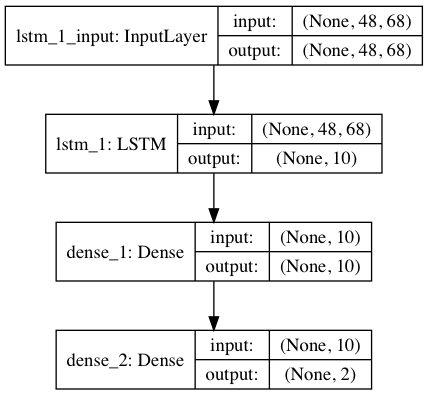 lstm_1_input: InputLayer input: (None, 48, 68)
output: (None, 48, 68)
lstm_1: LSTM input: (None, 48, 68)
output: (None, 10)
dense_1: Dense input: (None, 10)
output: (None, 10)
dense_2: Dense input: (None, 10)
output: (None, 2)